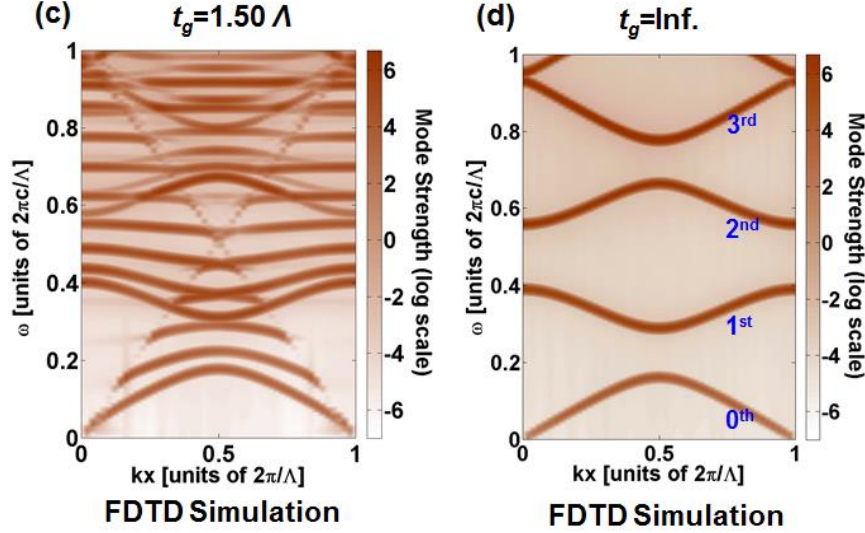 (c)
t_g=1.50 Λ
1
0.8
0.6
0.4
0.2
0
ω [units of 2πc/Λ]
0
0.5
1
kx [units of 2π/Λ]
6
4
2
0
-2
-4
-6
Mode Strength (log scale)
FDTD Simulation
(d)
t_g=Inf.
1
0.8
0.6
0.4
0.2
0
ω [units of 2πc/Λ]
3rd
2nd
1st
0th
0
0.5
1
kx [units of 2π/Λ]
6
4
2
0
-2
-4
-6
Mode Strength (log scale)
FDTD Simulation